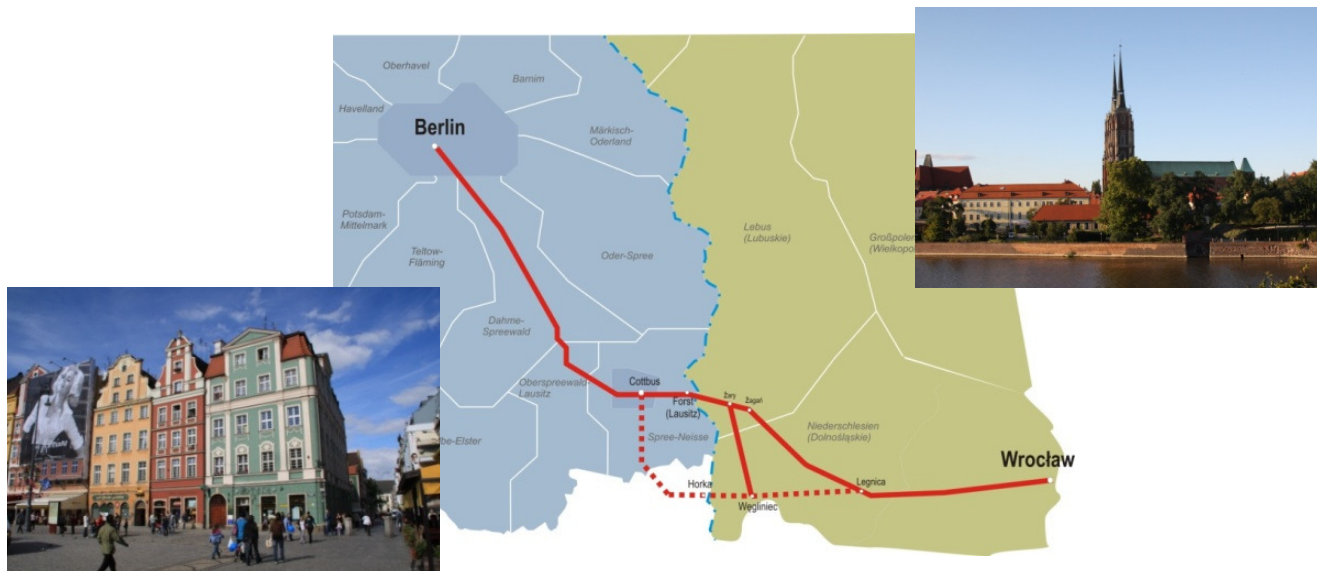 Oberhavel
Barnim
Havelland
Berlin
Märkisch-
Oderland
Potsdam-
Mittelmark
Teltow-
Fläming
Oder-Spree
Lebus
(Lubuskie)
Dahme-
Spreewald
Oberspreewald
Lausitz
Cottbus
Forst
(Lausitz)
Żary
Żagań
Niederschlesien
(Dolnośląskie)
Spree-Neisse
Wrocław
Legnica
Horka
Węgliniec